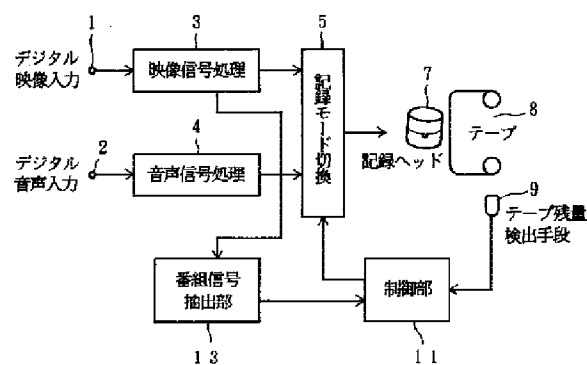 1
デジタル
映像入力
3
映像信号処理
5
記録モード切換
7
記録ヘッド
8
テープ
2
デジタル
音声入力
4
音声信号処理
9
テープ残量
検出手段
番組信号
抽出部
13
制御部
11